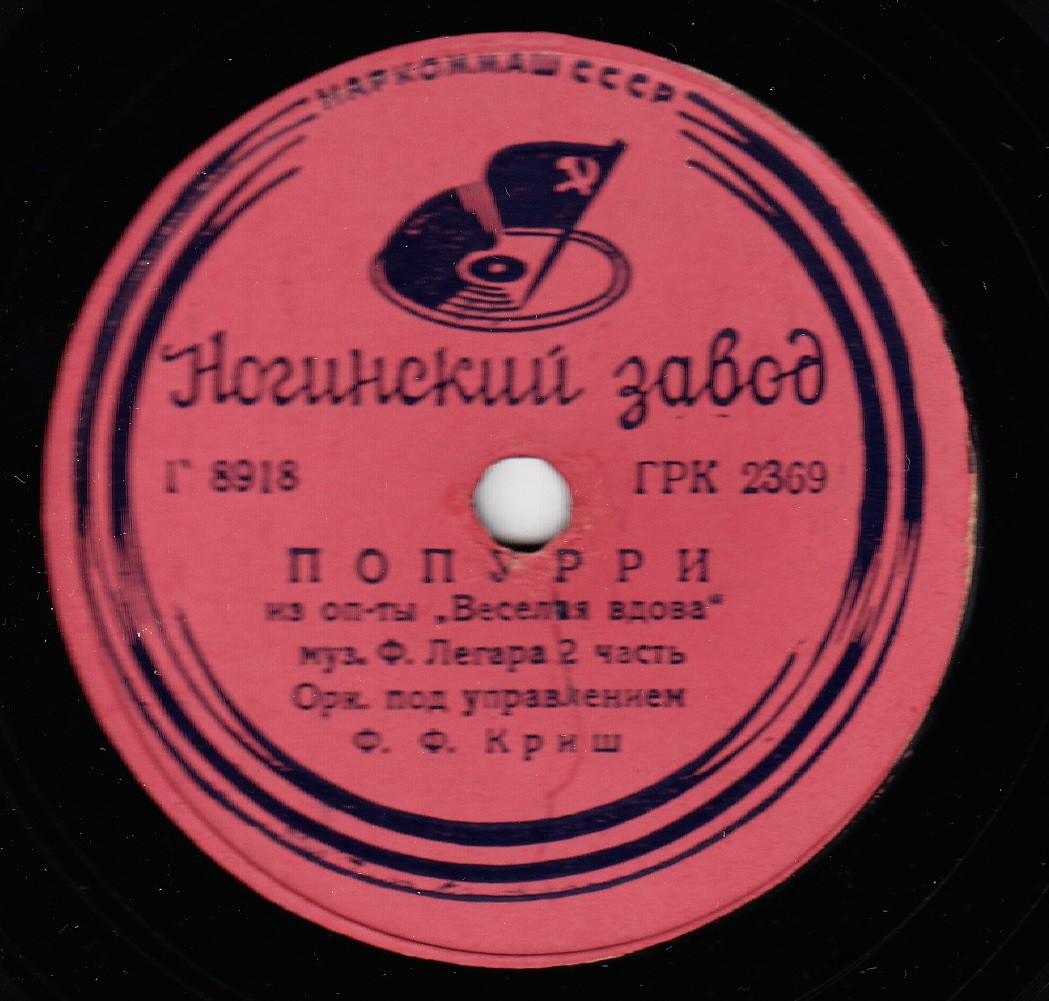 НАРКОММАШ СССР
Ногинский завод
Г 8918 ГРК 2369
ПОПУРРИ
из оп-ты „Веселая вдова“
муз. Ф. Легара 2 часть
Орк. под управлением
Ф. Ф. Криш